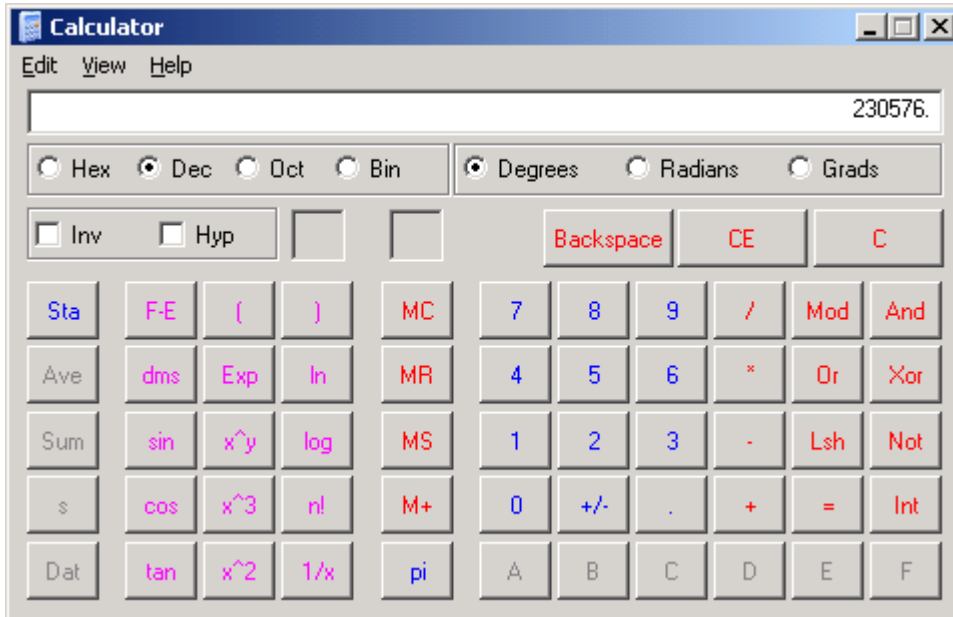 Calculator
Edit View Help
230576.
Hex Dec Oct Bin Degrees Radians Grads
Inv Hyp Backspace CE C
Sta F-E ( ) MC 7 8 9 / Mod And
Ave dms Exp ln MR 4 5 6 * Or Xor
Sum sin x^y log MS 1 2 3 - Lsh Not
s cos x^3 n! M+ 0 +/- . + = Int
Dat tan x^2 1/x pi A B C D E F